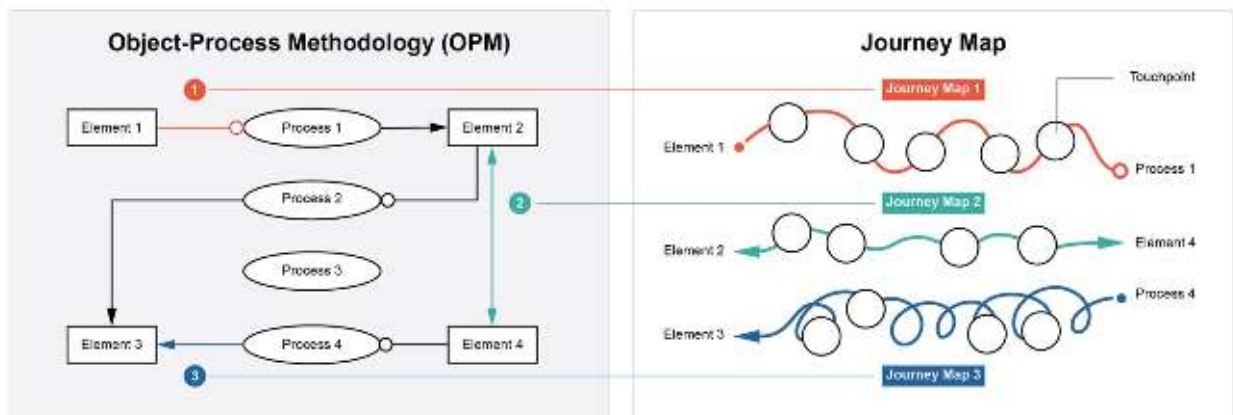 Object-Process Methodology (OPM)
1
Element 1
Process 1
Element 2
Process 2
2
Process 3
Element 3
Process 4
Element 4
3
Journey Map
Journey Map 1
Touchpoint
Element 1
Process 1
Journey Map 2
Element 2
Element 4
Process 4
Element 3
Journey Map 3